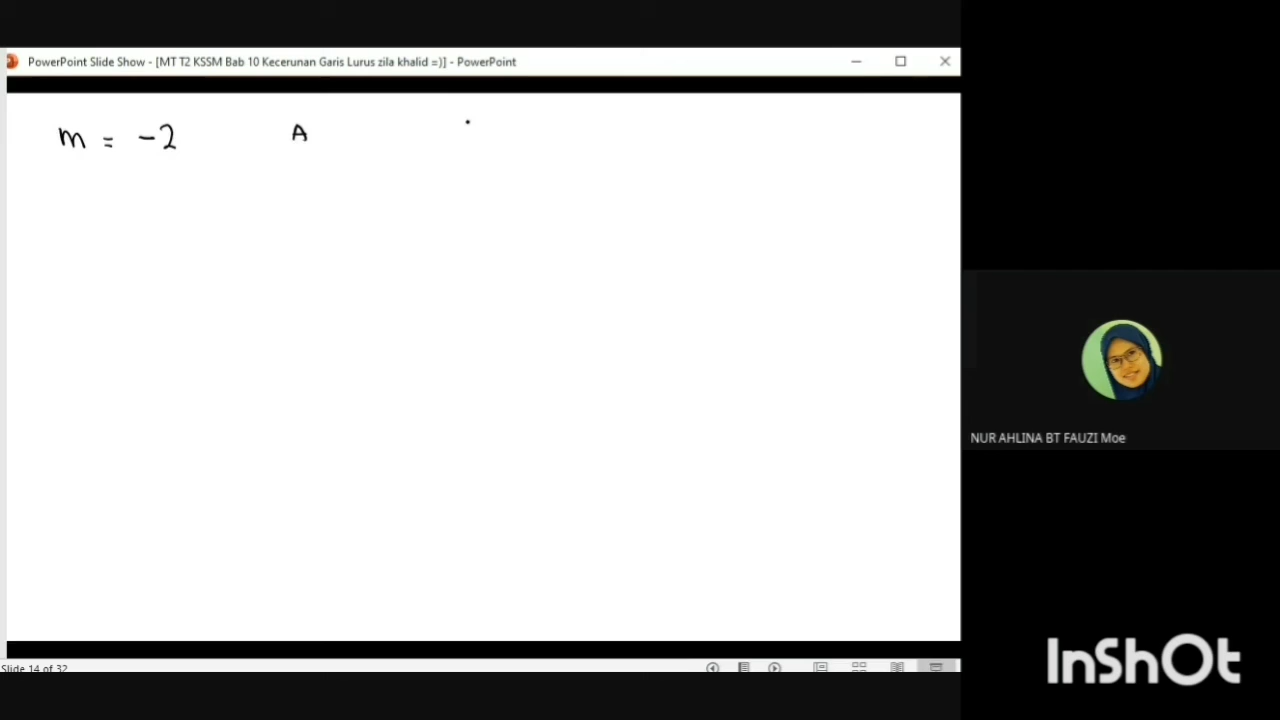 PowerPoint Slide Show - [MT T2 KSSM Bab 10 Kecerunan Garis Lurus zila khalid =)] - PowerPoint
m = -2 A
NUR AHLINA BT FAUZI Moe
InShOt
Slide 14 of 32